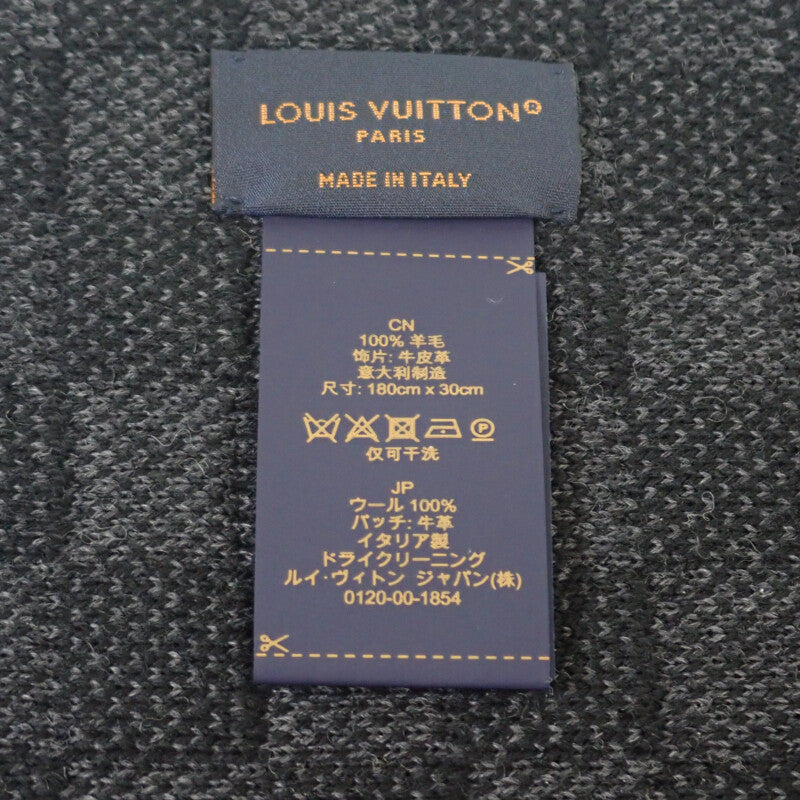 LOUIS VUITTON®
PARIS
MADE IN ITALY
CN
100% 羊毛
饰片: 牛皮革
意大利制造
尺寸: 180cm x 30cm
P
仅可干洗
JP
ウール 100%
パッチ: 牛革
イタリア製
ドライクリーニング
ルイ·ヴィトン ジャパン(株)
0120-00-1854